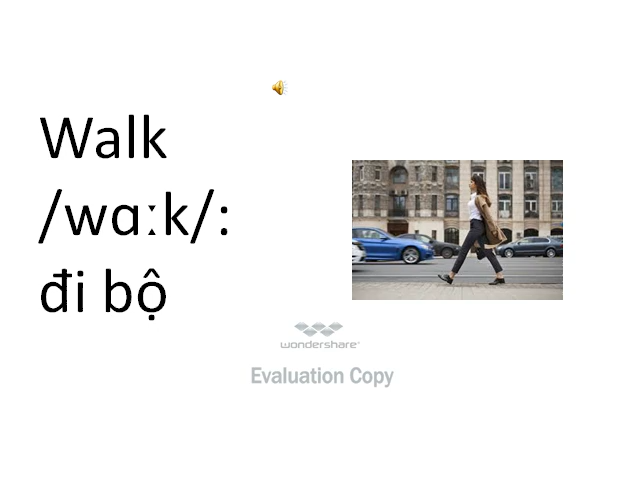 Walk
/wɑːk/:
đi bộ
wondershare
Evaluation Copy